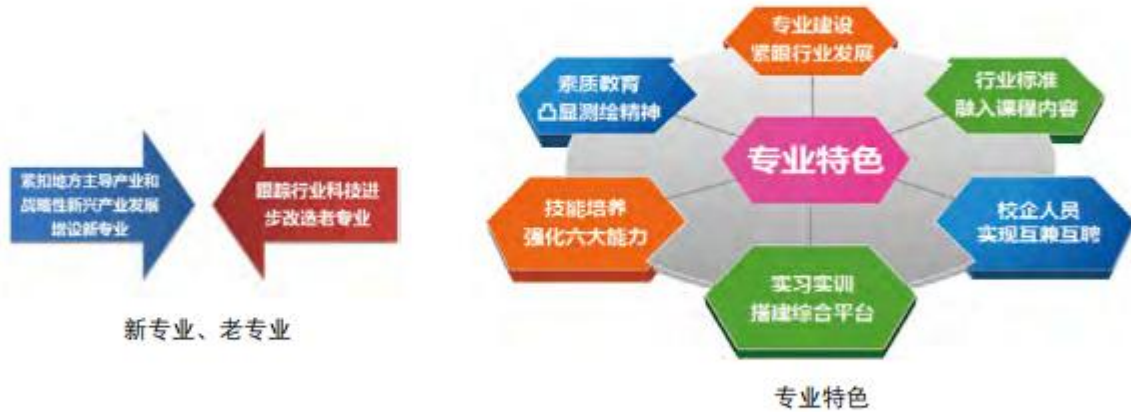 紧扣地方主导产业和
战略性新兴产业发展
增设新专业
跟踪行业科技进
步改造老专业
新专业、老专业
专业建设
紧跟行业发展
行业标准
融入课程内容
校企人员
实现互兼互聘
实习实训
搭建综合平台
技能培养
强化六大能力
素质教育
凸显测绘精神
专业特色
专业特色